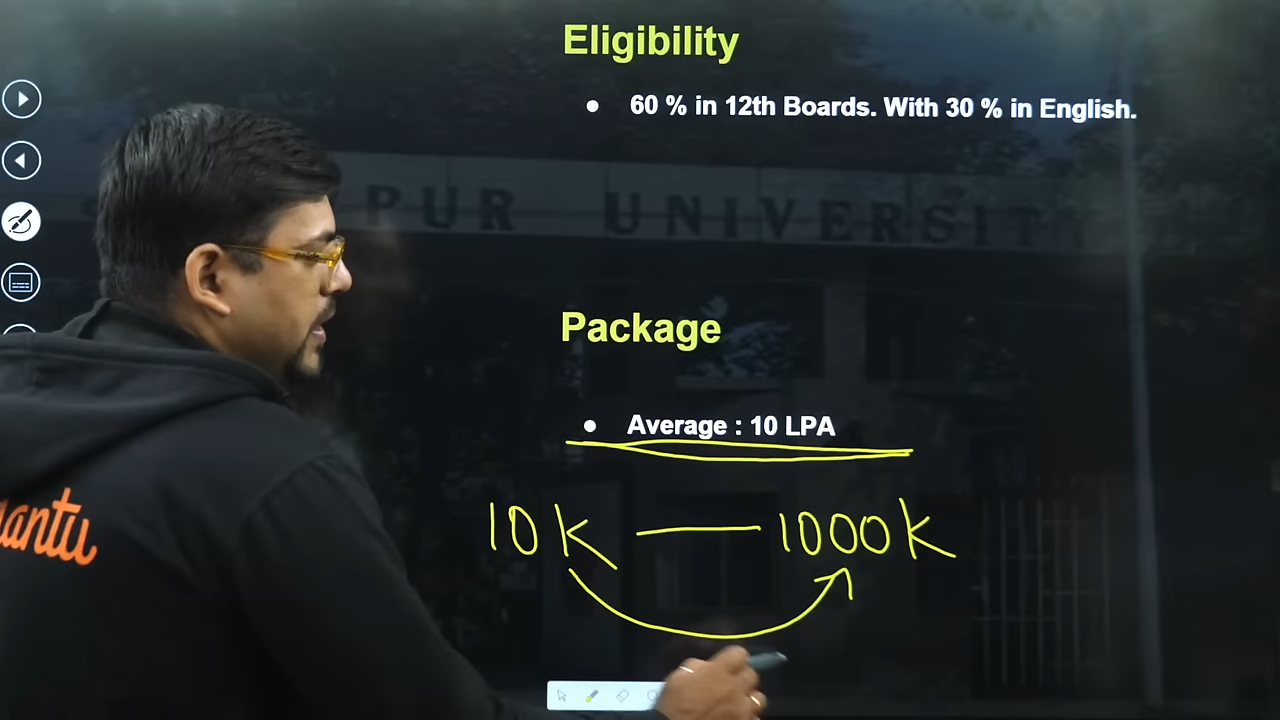 Eligibility
• 60 % in 12th Boards. With 30 % in English.
PUR UNIVERSIT
Package
• Average : 10 LPA
10K — 1000K
antu